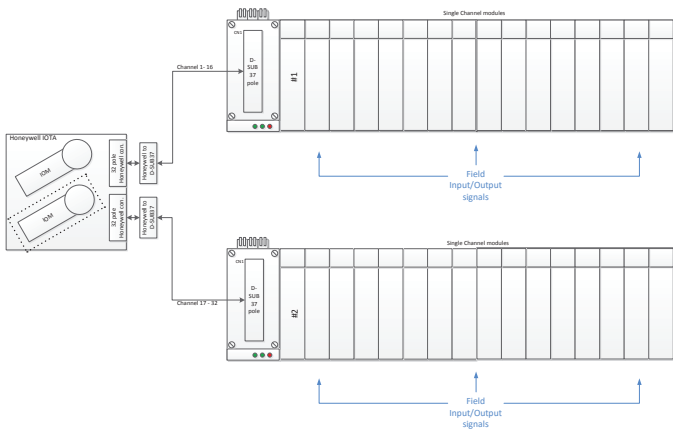 Single Channel modules
CN1
D-
SUB
37
pole
#1
Channel 1- 16
Honeywell IOTA
IOM
32 pole
Honeywell con.
Honeywell to
D-SUB37
IOM
32 pole
Honeywell con.
Honeywell to
D-SUB37
Field
Input/Output
signals
Single Channel modules
CN1
D-
SUB
37
pole
#2
Channel 17 - 32
Field
Input/Output
signals